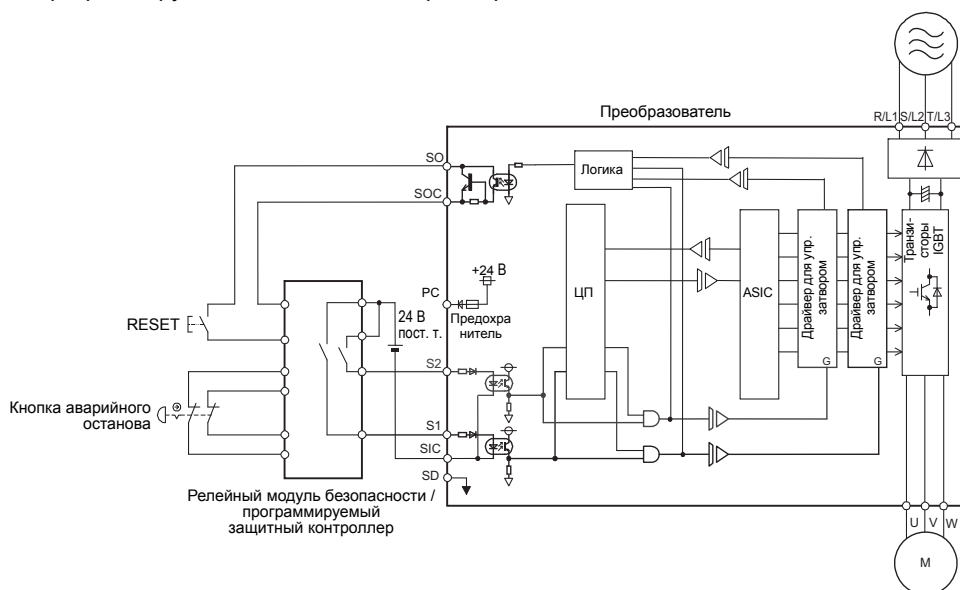 Преобразователь
R/L1 S/L2 T/L3
SO
SOC
Логика
+24 В
PC
Предохра
нитель
24 В
пост. т.
ЦП
ASIC
Драйвер для упр.
затвором
G
Драйвер для упр.
затвором
G
Транзи-
сторы
IGBT
RESET
S2
Кнопка аварийного
останова
S1
SIC
SD
Релейный модуль безопасности /
программируемый
защитный контроллер
U V W
M